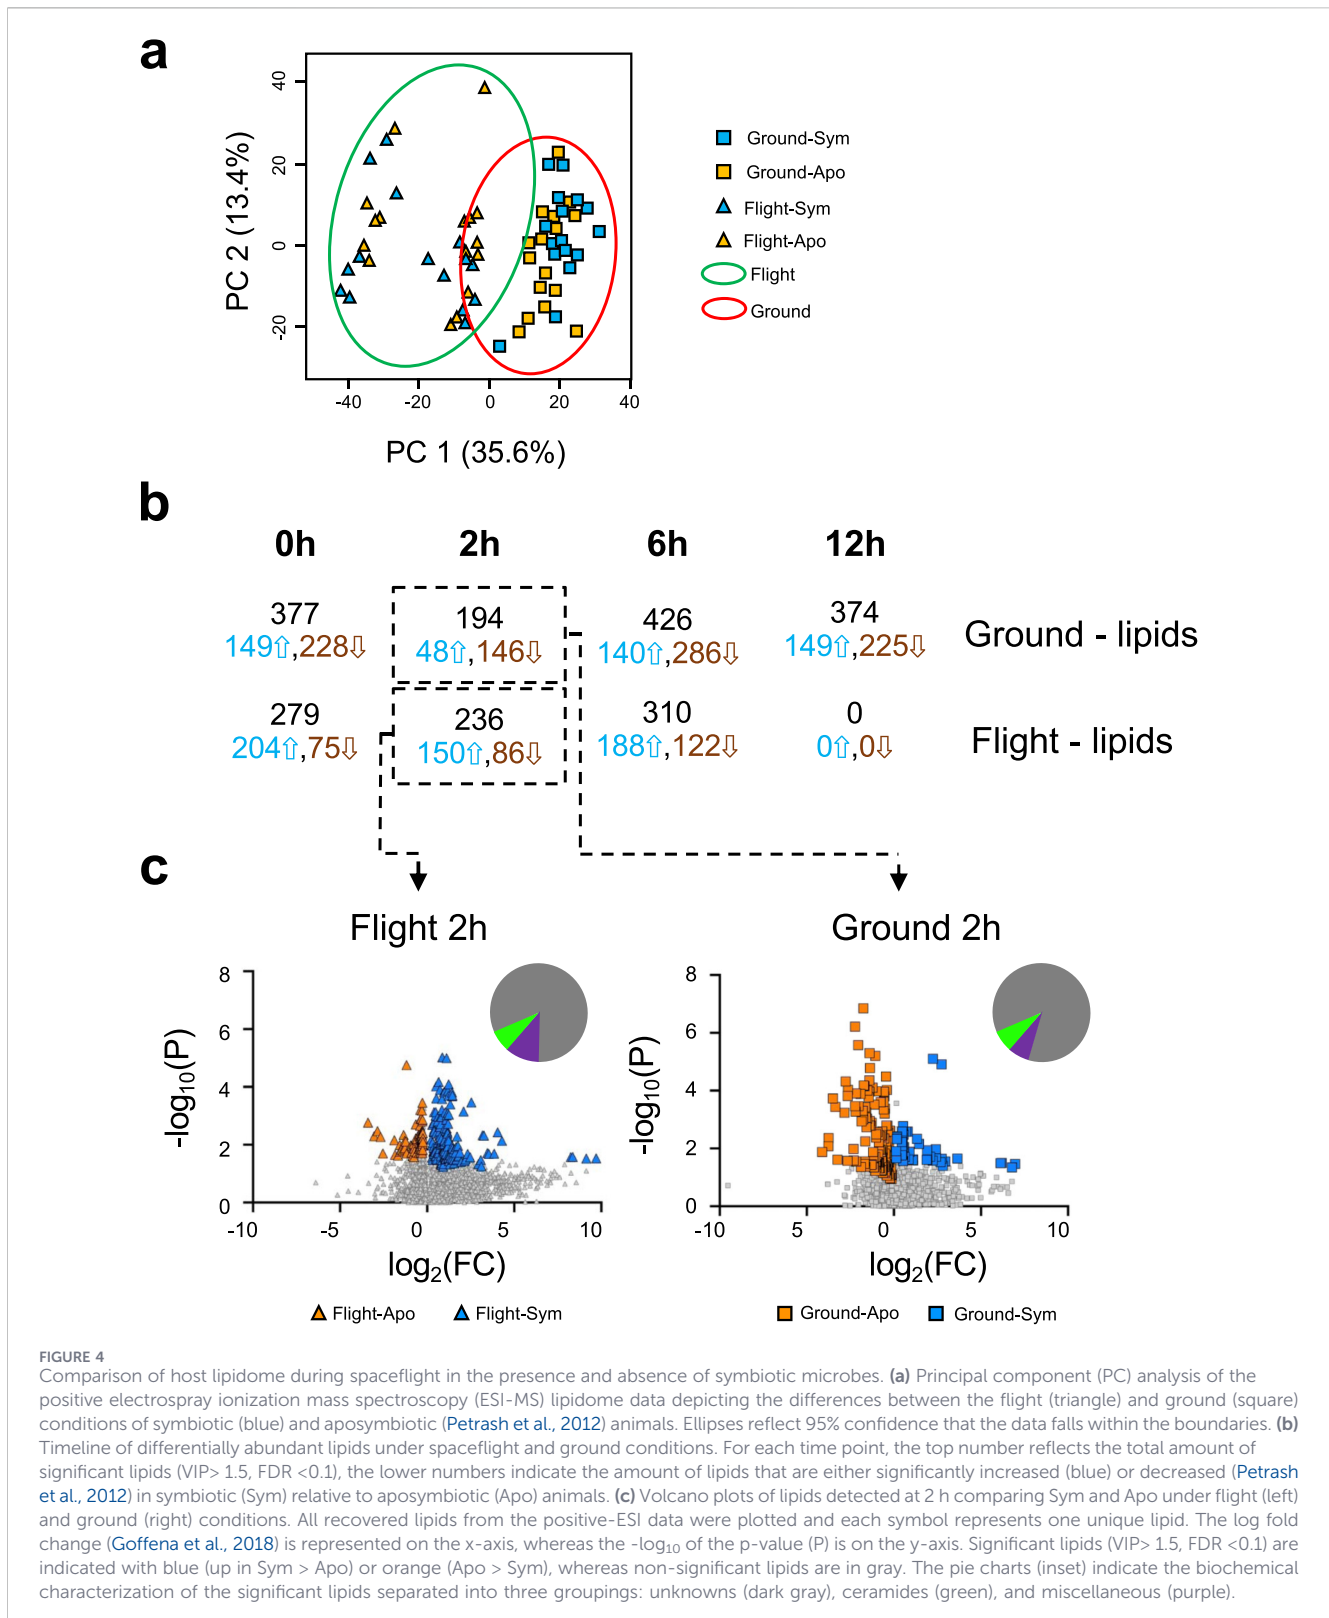 a
PC 2 (13.4%)
40
20
0
-20
-40
-20
0
20
40
PC 1 (35.6%)
Ground-Sym
Ground-Apo
Flight-Sym
Flight-Apo
Flight
Ground
b
0h 2h 6h 12h
377 194 426 374
149⇧,228⇩ 48⇧,146⇩ 140⇧,286⇩ 149⇧,225⇩ Ground - lipids
279 236 310 0
204⇧,75⇩ 150⇧,86⇩ 188⇧,122⇩ 0⇧,0⇩ Flight - lipids
c
Flight 2h
-log10(P)
8
6
4
2
0
-10 -5 0 5 10
log2(FC)
Flight-Apo Flight-Sym
Ground 2h
-log10(P)
8
6
4
2
0
-10 5 0 5 10
log2(FC)
Ground-Apo Ground-Sym
FIGURE 4
Comparison of host lipidome during spaceflight in the presence and absence of symbiotic microbes. (a) Principal component (PC) analysis of the
positive electrospray ionization mass spectroscopy (ESI-MS) lipidome data depicting the differences between the flight (triangle) and ground (square)
conditions of symbiotic (blue) and aposymbiotic (Petrash et al., 2012) animals. Ellipses reflect 95% confidence that the data falls within the boundaries. (b)
Timeline of differentially abundant lipids under spaceflight and ground conditions. For each time point, the top number reflects the total amount of
significant lipids (VIP> 1.5, FDR <0.1), the lower numbers indicate the amount of lipids that are either significantly increased (blue) or decreased (Petrash
et al., 2012) in symbiotic (Sym) relative to aposymbiotic (Apo) animals. (c) Volcano plots of lipids detected at 2 h comparing Sym and Apo under flight (left)
and ground (right) conditions. All recovered lipids from the positive-ESI data were plotted and each symbol represents one unique lipid. The log fold
change (Goffena et al., 2018) is represented on the x-axis, whereas the -log10 of the p-value (P) is on the y-axis. Significant lipids (VIP> 1.5, FDR <0.1) are
indicated with blue (up in Sym > Apo) or orange (Apo > Sym), whereas non-significant lipids are in gray. The pie charts (inset) indicate the biochemical
characterization of the significant lipids separated into three groupings: unknowns (dark gray), ceramides (green), and miscellaneous (purple).